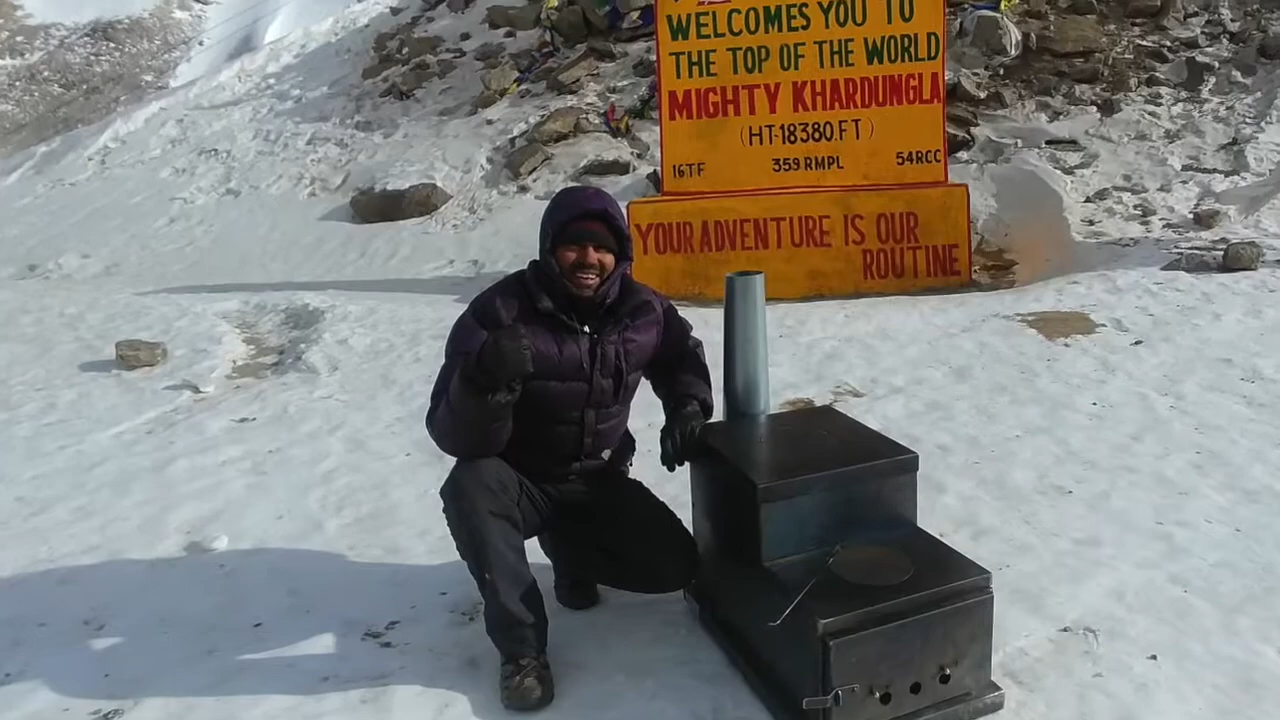 WELCOMES YOU TO
THE TOP OF THE WORLD
MIGHTY KHARDUNGLA
(HT-18380.FT)
16TF 359 RMPL 54RCC
YOUR ADVENTURE IS OUR
ROUTINE